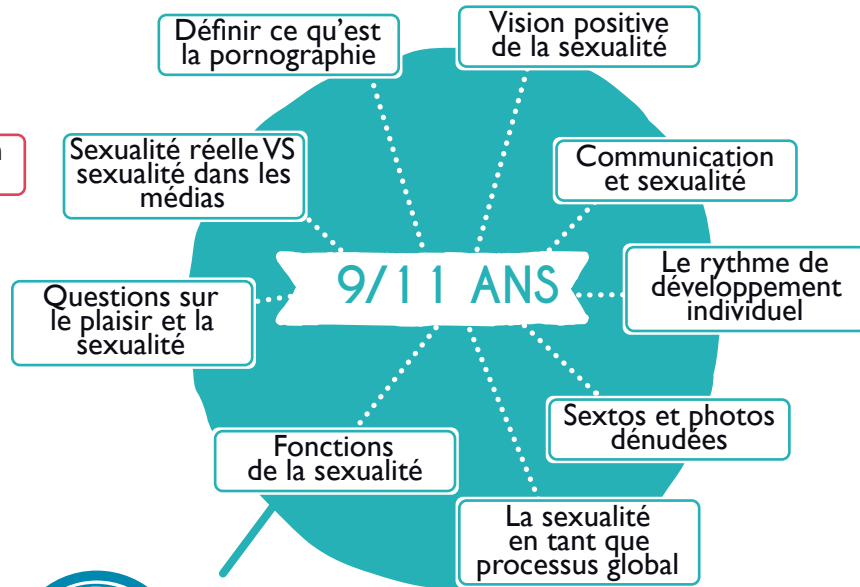 Définir ce qu'est
la pornographie
Vision positive
de la sexualité
Sexualité réelle VS
sexualité dans les
médias
Communication
et sexualité
9/11 ANS
Le rythme de
développement
individuel
Questions sur
le plaisir et la
sexualité
Sextos et photos
dénudées
Fonctions
de la sexualité
La sexualité
en tant que
processus global